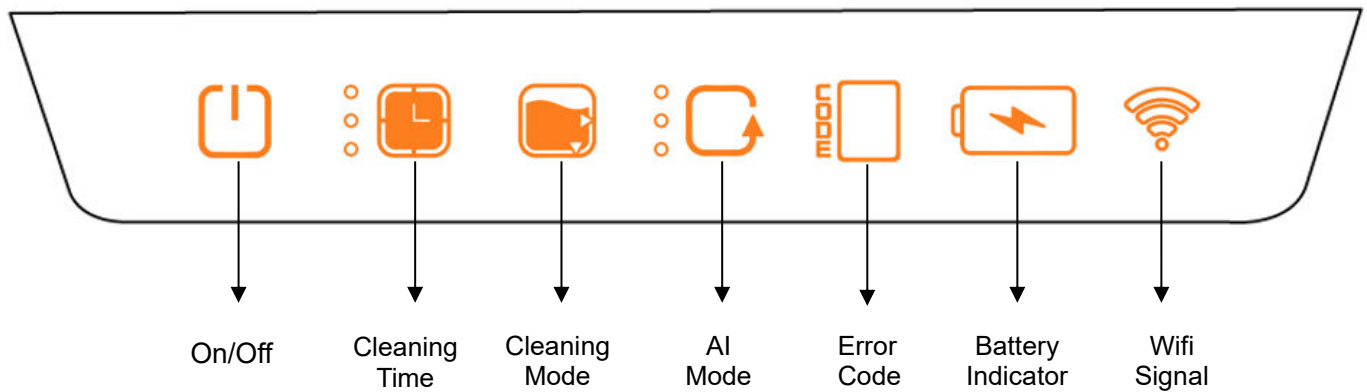 CODE
On/Off
Cleaning
Time
Cleaning
Mode
AI
Mode
Error
Code
Battery
Indicator
Wifi
Signal